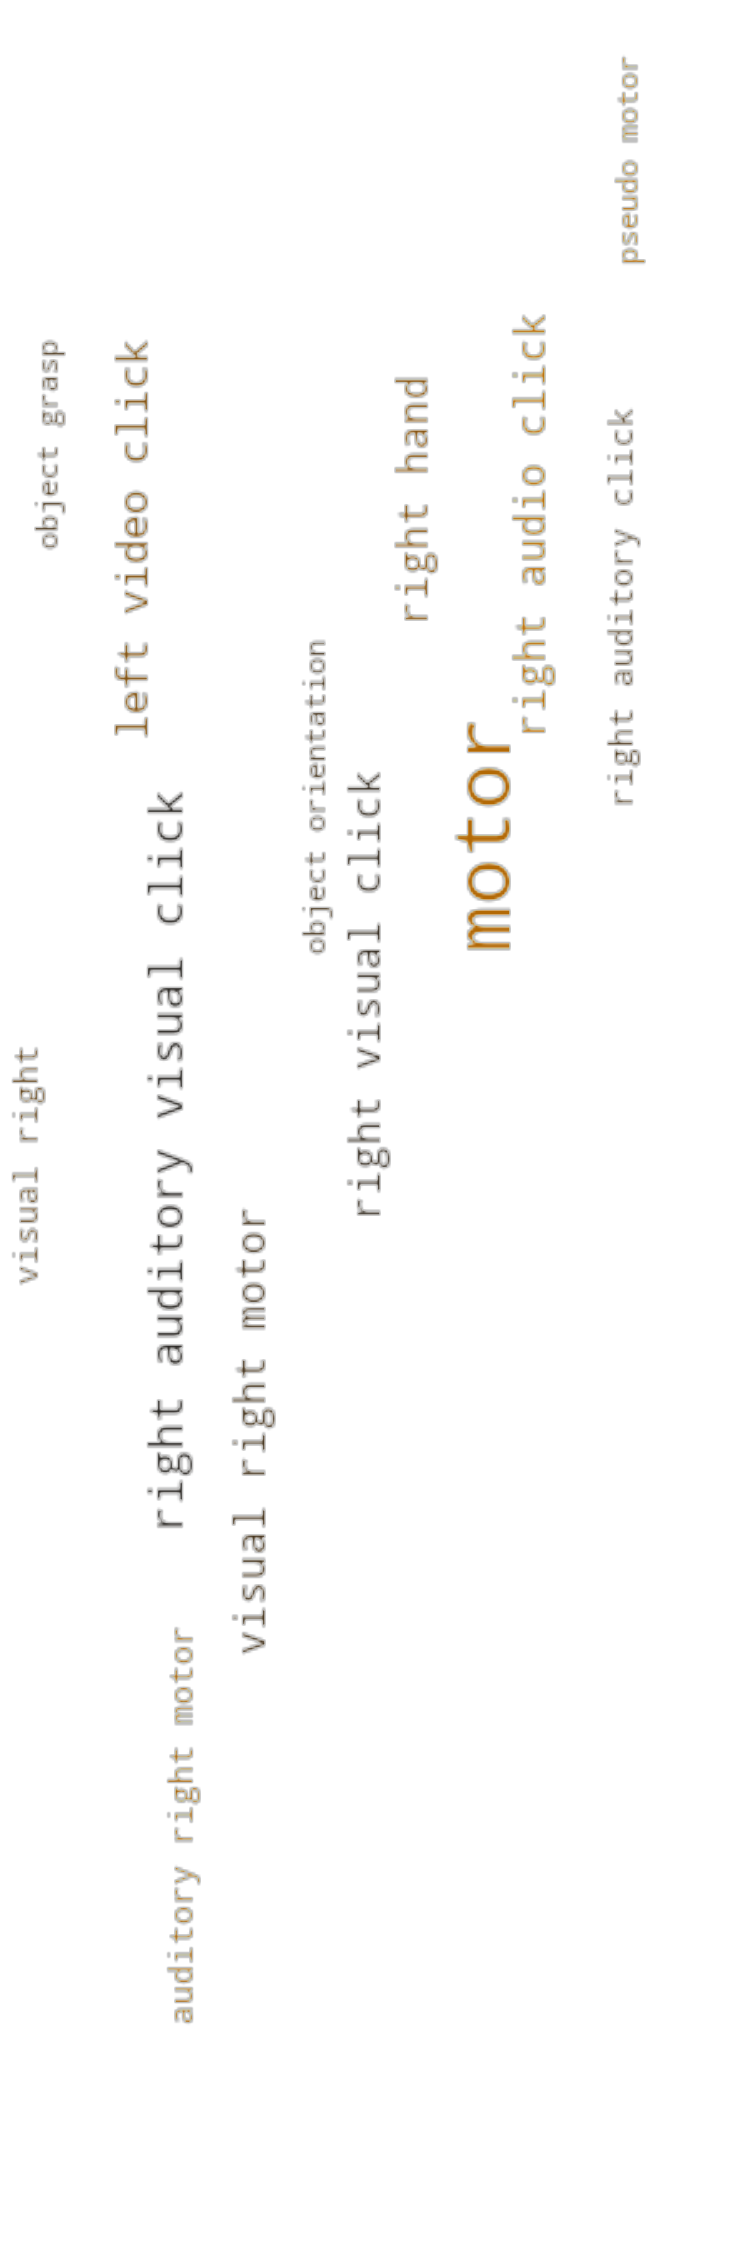 visual right
object grasp
left video click
right auditory visual click
auditory right motor
visual right motor
object orientation
right visual click
right hand
motor
right audio click
right auditory click
pseudo motor